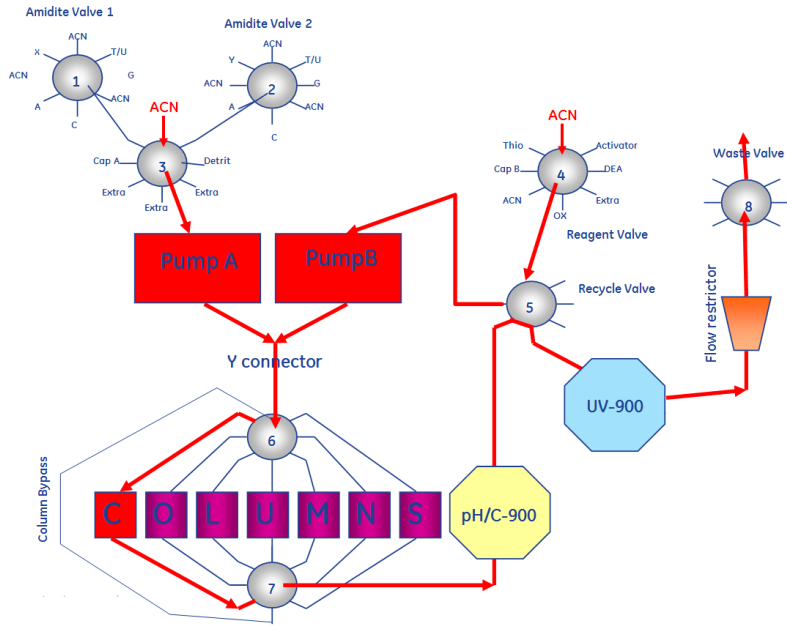 Amidite Valve 1
Amidite Valve 2
ACN
X
T/U
ACN
1
G
A
ACN
C
ACN
Y
T/U
ACN
2
G
A
ACN
C
ACN
3
Cap A
Detrit
Extra
Extra
Extra
ACN
Thio
Activator
Cap B
4
DEA
ACN
Extra
OX
Reagent Valve
Waste Valve
8
Pump A
PumpB
5
Recycle Valve
Flow restrictor
Y connector
UV-900
6
Column Bypass
C O L U M N S
pH/C-900
7